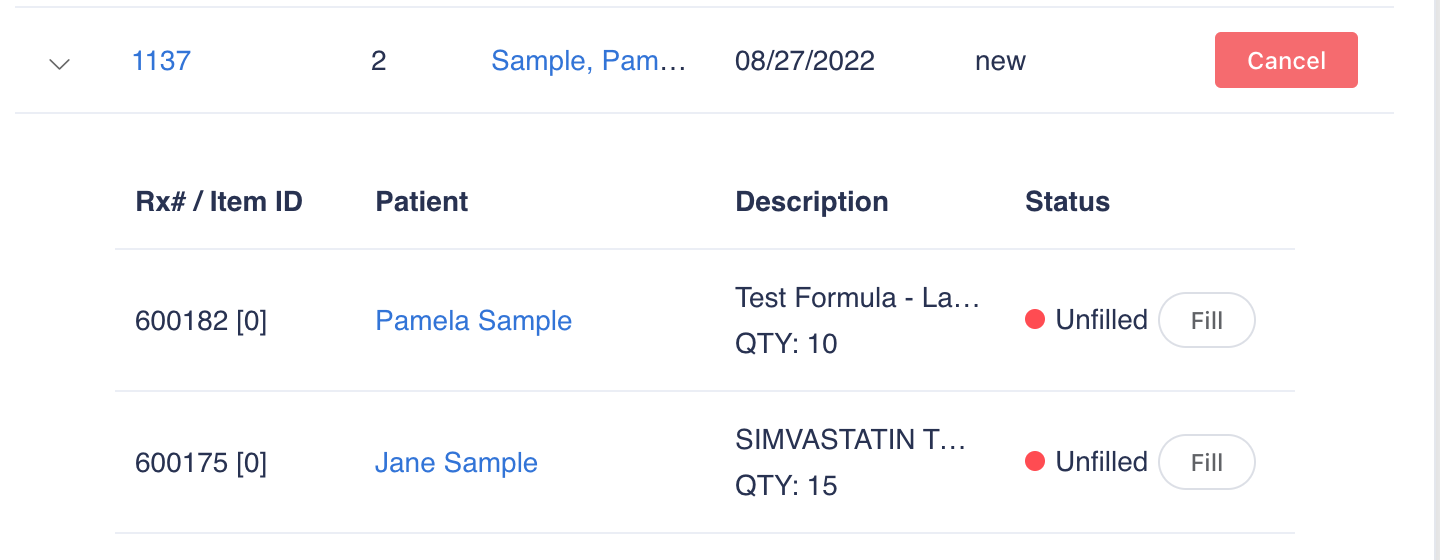 1137 2 Sample, Pam... 08/27/2022 new Cancel
Rx# / Item ID Patient Description Status
600182 [0] Pamela Sample Test Formula - La... Unfilled Fill
QTY: 10
600175 [0] Jane Sample SIMVASTATIN T... Unfilled Fill
QTY: 15